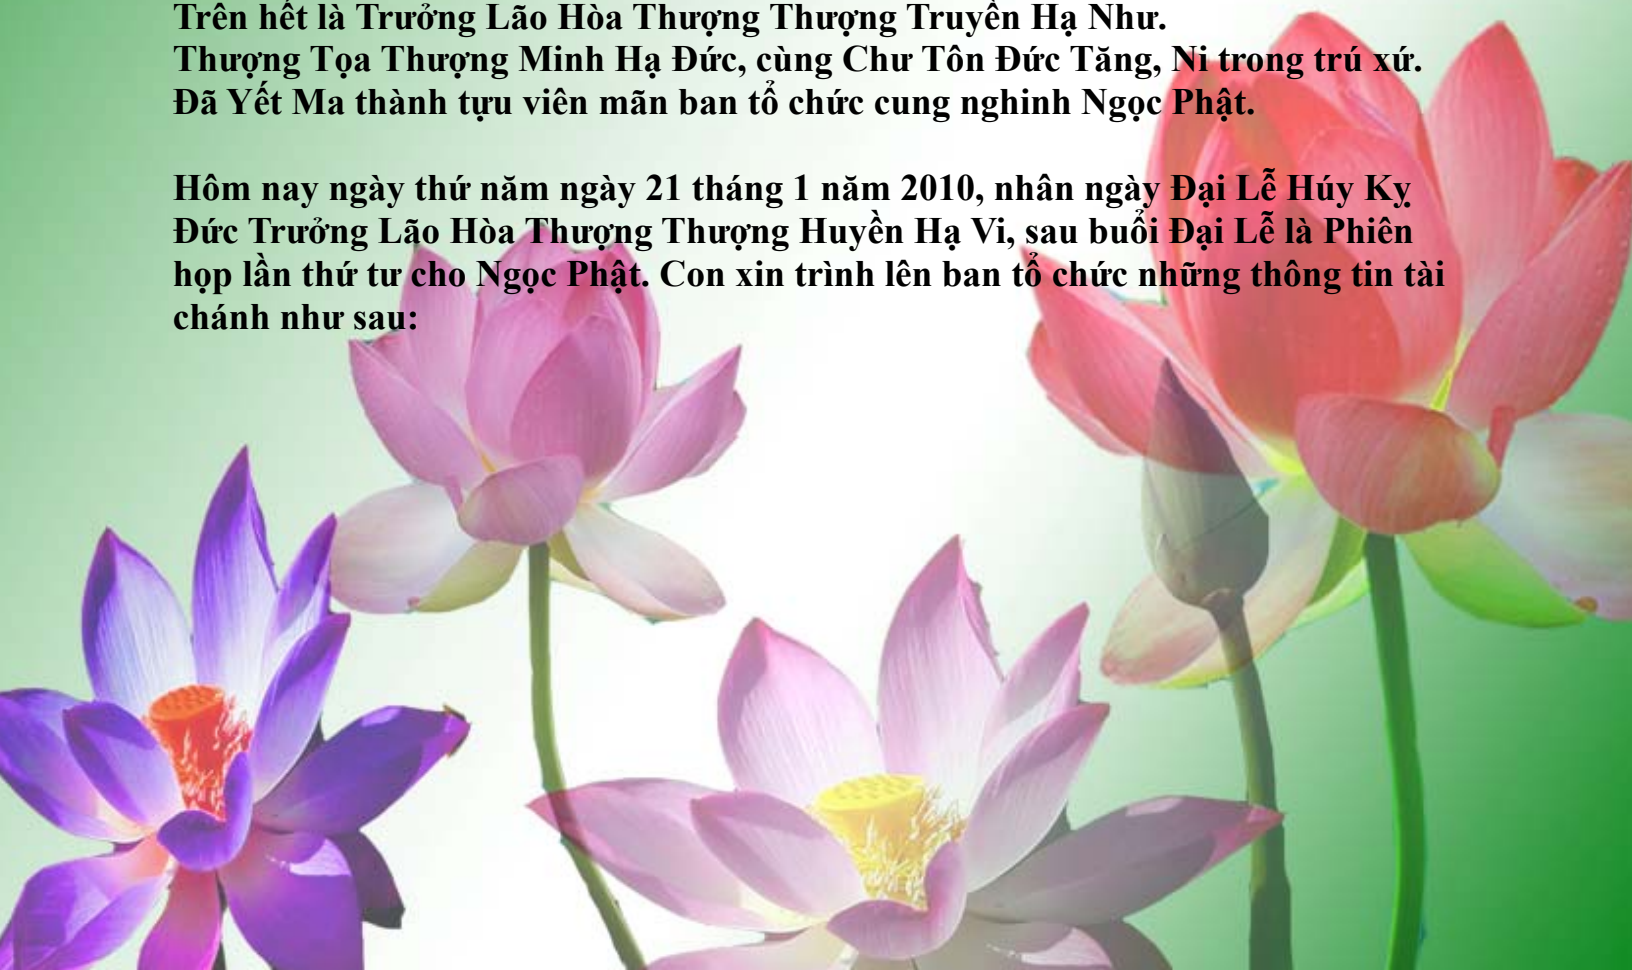 Trên hết là Trưởng Lão Hòa Thượng Thượng Truyền Hạ Như.
Thượng Tọa Thượng Minh Hạ Đức, cùng Chư Tôn Đức Tăng, Ni trong trú xứ.
Đã Yết Ma thành tựu viên mãn ban tổ chức cung nghinh Ngọc Phật.
Hôm nay ngày thứ năm ngày 21 tháng 1 năm 2010, nhân ngày Đại Lễ Húy Kỵ
Đức Trưởng Lão Hòa Thượng Thượng Huyền Hạ Vi, sau buổi Đại Lễ là Phiên
họp lần thứ tư cho Ngọc Phật. Con xin trình lên ban tổ chức những thông tin tài
chánh như sau: